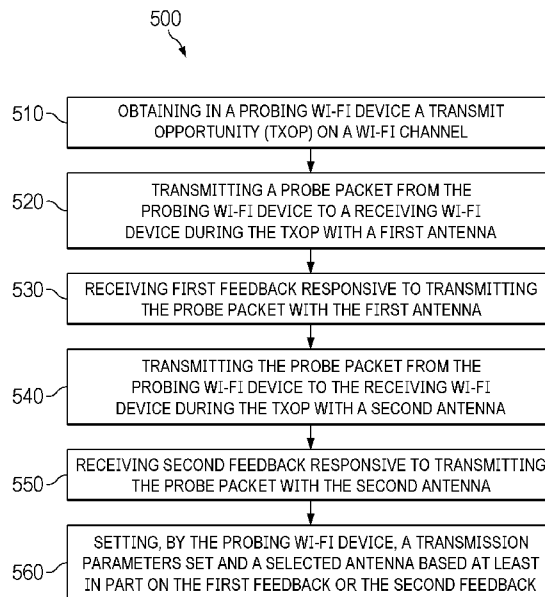 500
510
OBTAINING IN A PROBING WI-FI DEVICE A TRANSMIT
OPPORTUNITY (TXOP) ON A WI-FI CHANNEL
520
TRANSMITTING A PROBE PACKET FROM THE
PROBING WI-FI DEVICE TO A RECEIVING WI-FI
DEVICE DURING THE TXOP WITH A FIRST ANTENNA
530
RECEIVING FIRST FEEDBACK RESPONSIVE TO TRANSMITTING
THE PROBE PACKET WITH THE FIRST ANTENNA
540
TRANSMITTING THE PROBE PACKET FROM THE
PROBING WI-FI DEVICE TO THE RECEIVING WI-FI
DEVICE DURING THE TXOP WITH A SECOND ANTENNA
550
RECEIVING SECOND FEEDBACK RESPONSIVE TO TRANSMITTING
THE PROBE PACKET WITH THE SECOND ANTENNA
560
SETTING, BY THE PROBING WI-FI DEVICE, A TRANSMISSION
PARAMETERS SET AND A SELECTED ANTENNA BASED AT LEAST
IN PART ON THE FIRST FEEDBACK OR THE SECOND FEEDBACK